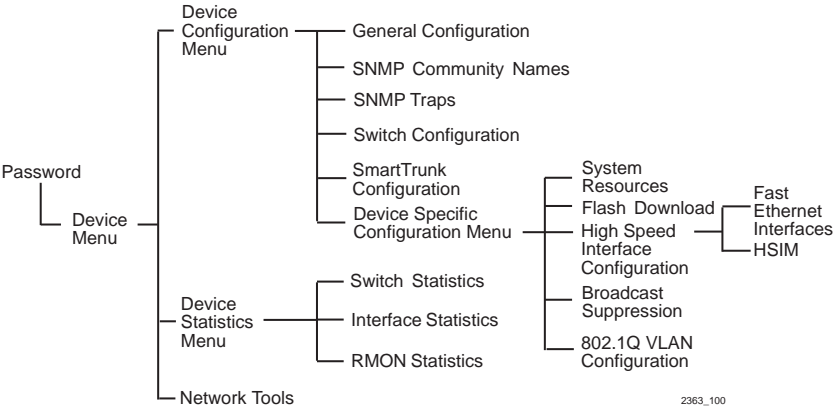 Password
Device
Menu
Device
Configuration
Menu
General Configuration
SNMP Community Names
SNMP Traps
Switch Configuration
SmartTrunk
Configuration
Device Specific
Configuration Menu
System
Resources
Flash Download
High Speed
Interface
Configuration
Fast
Ethernet
Interfaces
HSIM
Broadcast
Suppression
802.1Q VLAN
Configuration
Device
Statistics
Menu
Switch Statistics
Interface Statistics
RMON Statistics
Network Tools
2363_100